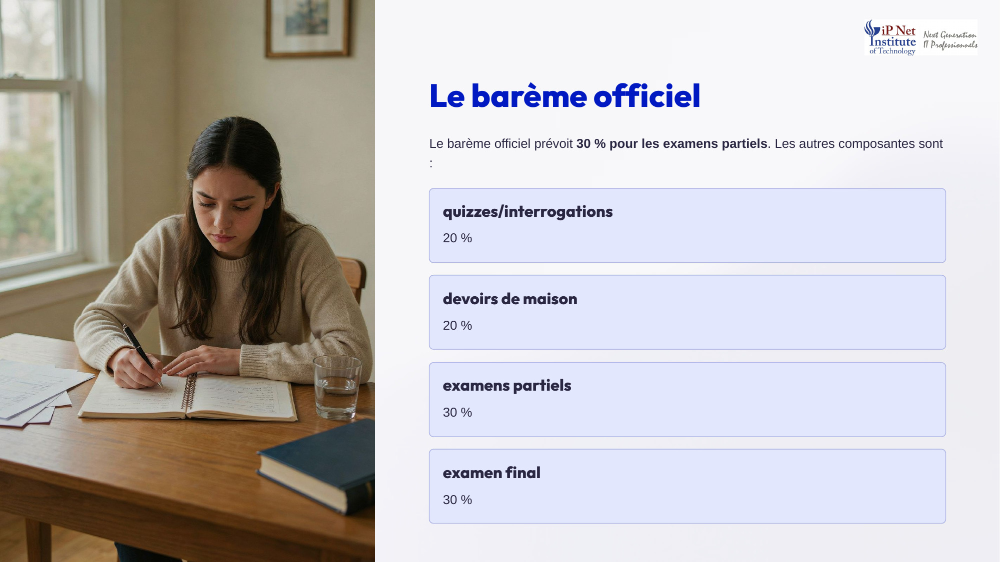 iP Net
Institute
of Technology
Next Generation
IT Professionnels
Le barème officiel
Le barème officiel prévoit 30 % pour les examens partiels. Les autres composantes sont
:
quizzes/interrogations
20 %
devoirs de maison
20 %
examens partiels
30 %
examen final
30 %